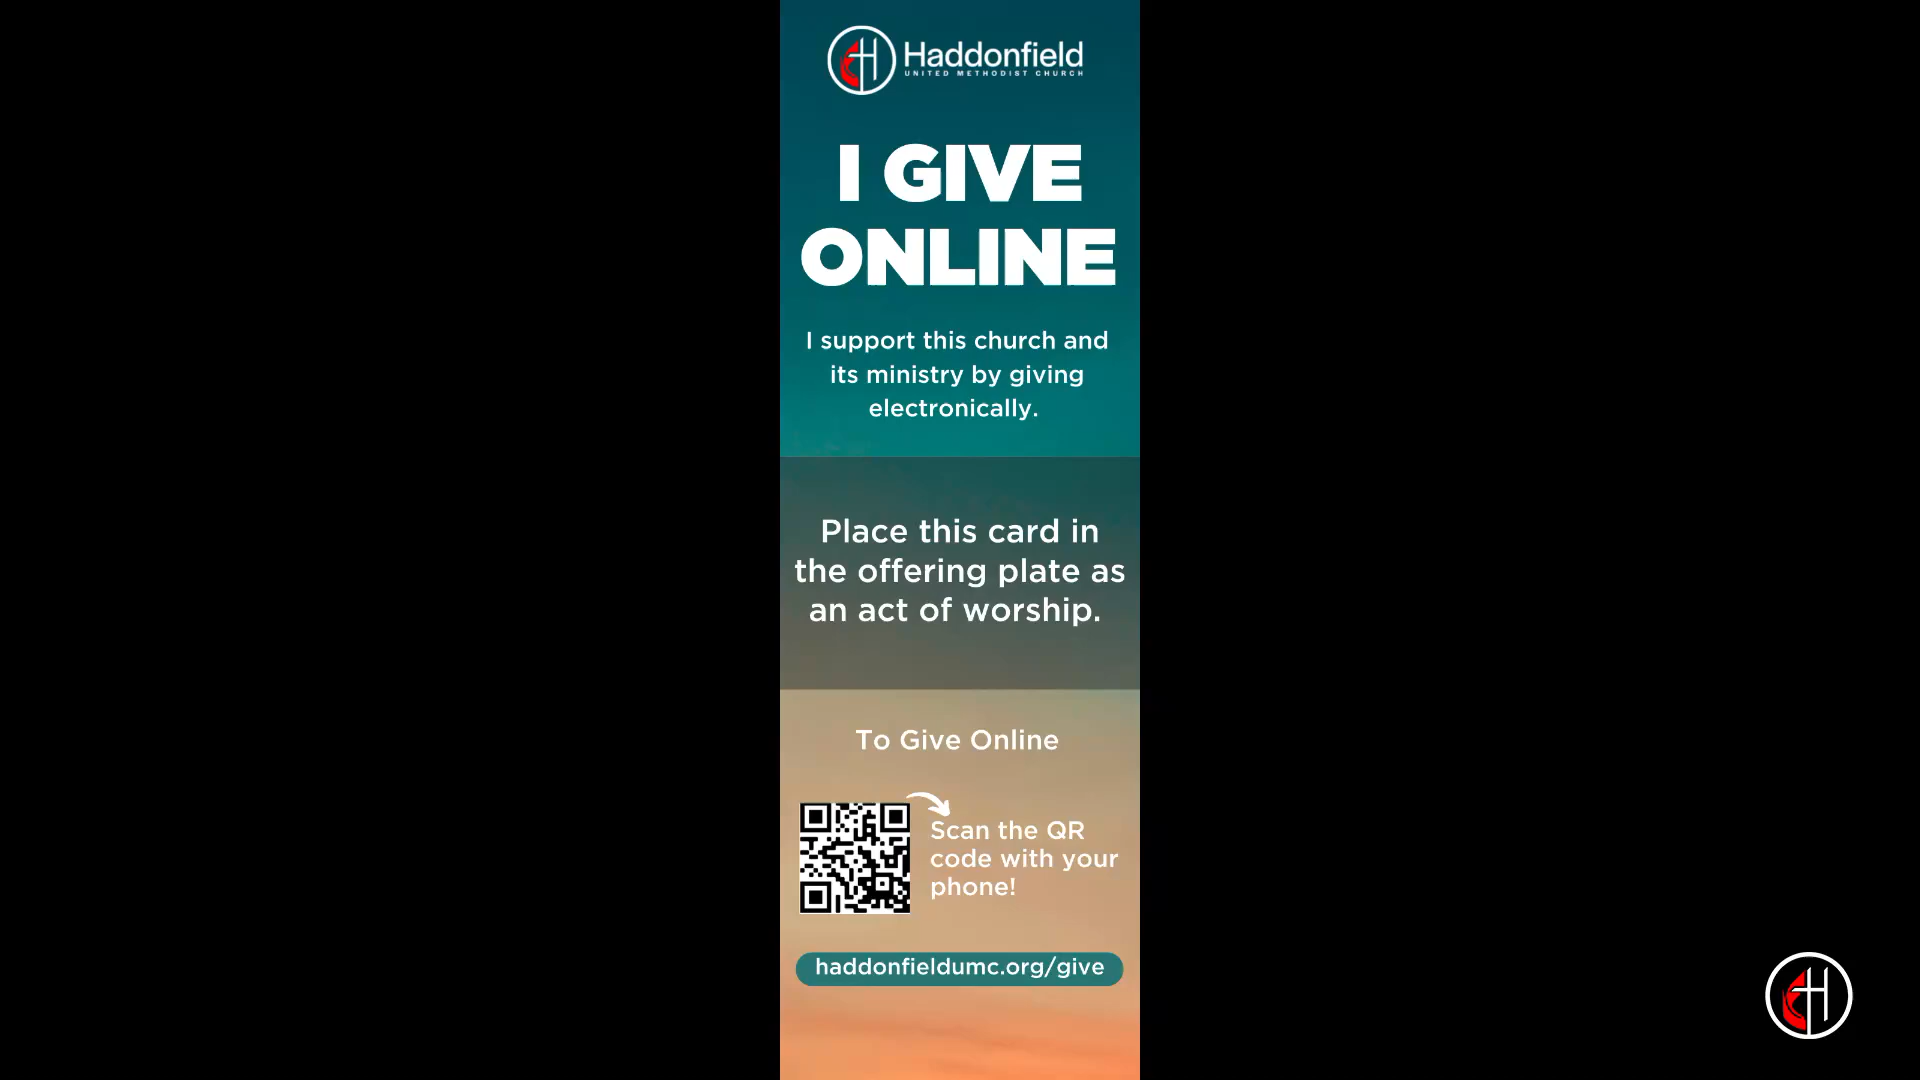 Haddonfield
UNITED METHODIST CHURCH
I GIVE
ONLINE
I support this church and
its ministry by giving
electronically.
Place this card in
the offering plate as
an act of worship.
To Give Online
Scan the QR
code with your
phone!
haddonfieldumc.org/give